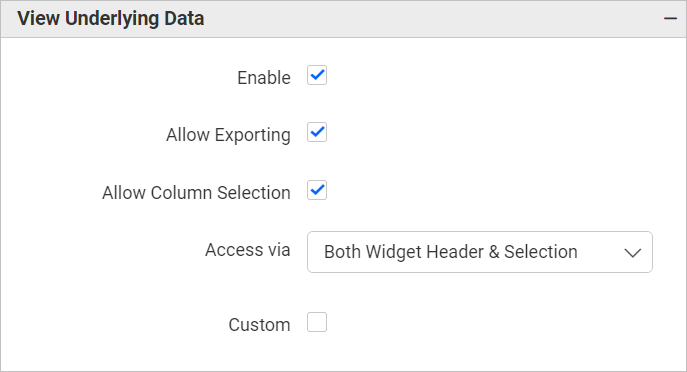 View Underlying Data
Enable
Allow Exporting
Allow Column Selection
Access via Both Widget Header & Selection
Custom